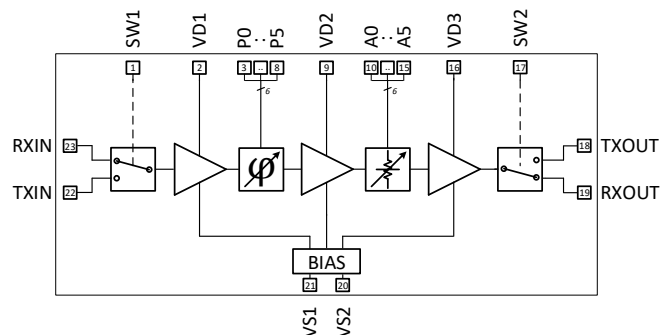 SW1 VD1 P0 .. P5 VD2 A0 .. A5 VD3 SW2
1 2 3 .. 8 9 10 .. 15 16 17
6 6
RXIN 23 18 TXOUT
φ
TXIN 22 19 RXOUT
BIAS
21 20
VS1 VS2